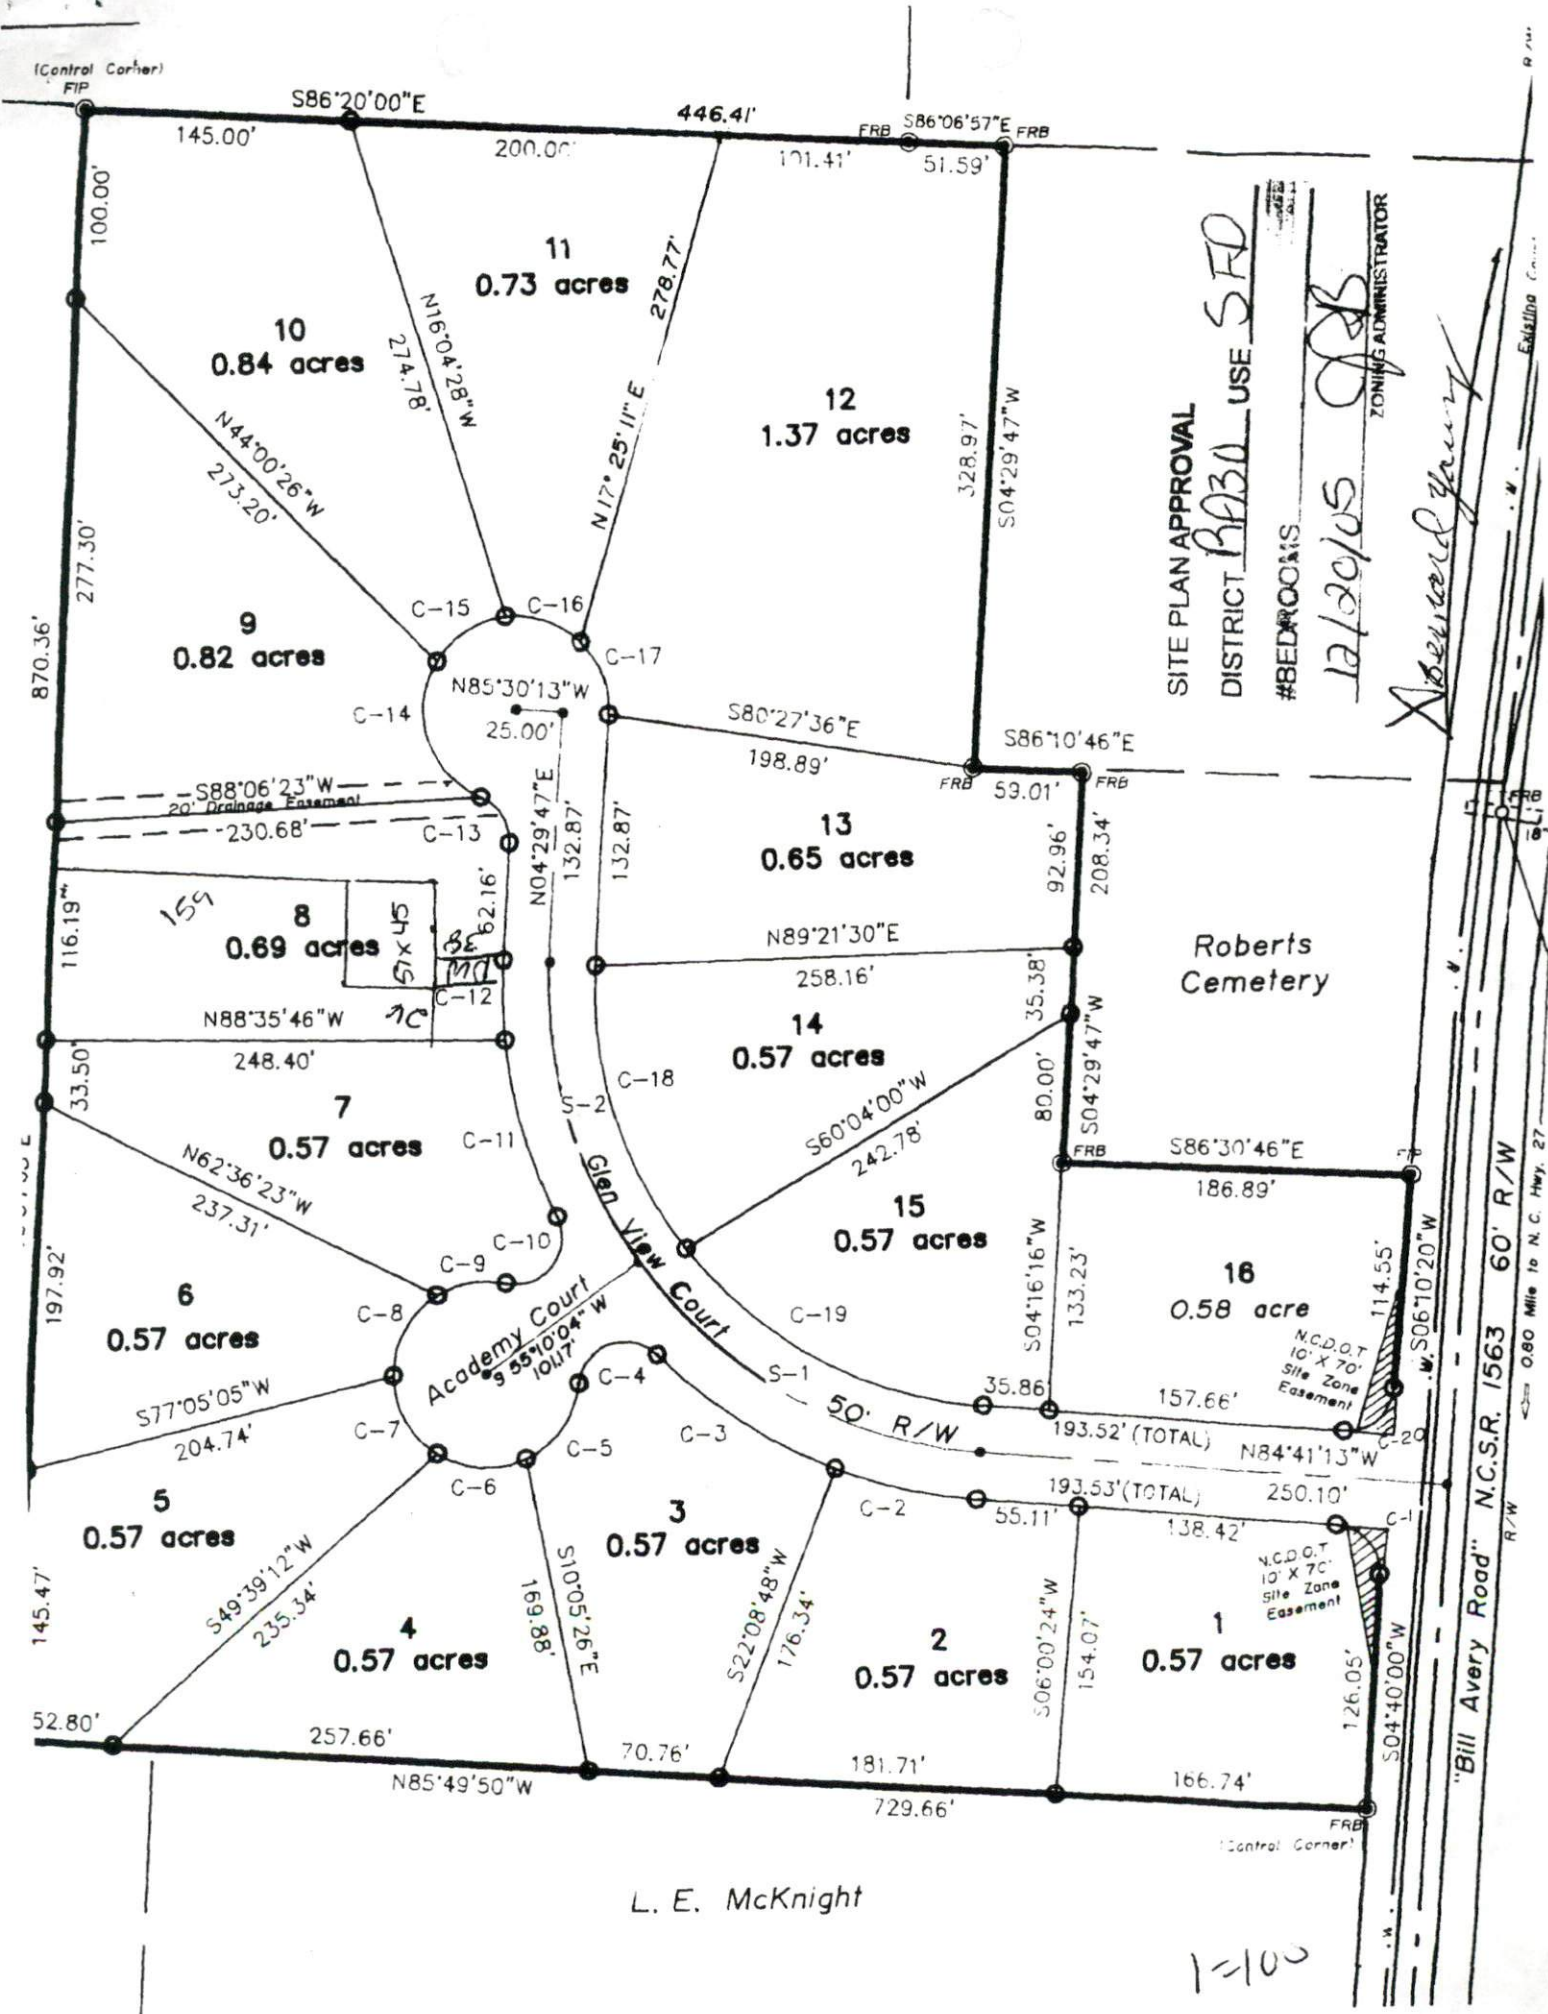 (Control Corner)
FIP
S86°20'00"E
446.41'
S86°06'57"E
FRB
FRB
145.00'
200.00'
101.41'
51.59'
100.00'
11
0.73 acres
278.77'
10
0.84 acres
N16°04'28"W
274.78'
12
1.37 acres
N44°00'26"W
273.20'
N17°25'11"E
328.97'
S04°29'47"W
SITE PLAN APPROVAL
DISTRICT RA30 USE SFD
#BEDROOMS
12/20/05
ZONING ADMINISTRATOR
Existing
R/W
277.30'
870.36'
9
0.82 acres
C-15
C-16
C-17
N85°30'13"W
25.00'
C-14
S80°27'36"E
198.89'
S86°10'46"E
FRB
FRB
59.01'
FRB
S88°06'23"W
20' Drainage Easement
230.68'
C-13
N04°29'47"E
132.87'
132.87'
13
0.65 acres
92.96'
208.34'
116.19'
159
8
0.69 acres
51x45
62.16'
38
C-12
N89°21'30"E
258.16'
35.38'
Roberts
Cemetery
N88°35'46"W
248.40'
33.50'
14
0.57 acres
C-18
S-2
80.00'
S04°29'47"W
7
0.57 acres
C-11
S60°04'00"W
242.78'
FRB
S86°30'46"E
186.89'
N62°36'23"W
237.31'
Glen View Court
15
0.57 acres
C-10
C-9
C-8
197.92'
6
0.57 acres
Academy Court
S 55°10'04" W
101.17'
C-19
S04°16'16"W
133.23'
16
0.58 acre
114.55'
S06°10'20"W
N.C.D.O.T
10' X 70'
Site Zone
Easement
S77°05'05"W
204.74'
C-7
C-4
C-5
C-3
S-1
50' R/W
35.86'
157.66'
193.52' (TOTAL)
C-20
N84°41'13"W
250.10'
C-6
C-2
193.53' (TOTAL)
55.11'
138.42'
C-1
5
0.57 acres
3
0.57 acres
N.C.D.O.T
10' X 70'
Site Zone
Easement
145.47'
S49°39'12"W
235.34'
4
0.57 acres
S10°05'26"E
169.88'
S22°08'48"W
176.34'
2
0.57 acres
S06°00'24"W
154.07'
1
0.57 acres
126.05'
S04°40'00"W
"Bill Avery Road" N.C.S.R. 1563 60' R/W
R/W
0.80 Mile to N.C. Hwy. 27
52.80'
257.66'
70.76'
181.71'
166.74'
N85°49'50"W
729.66'
FRB
(Control Corner)
L. E. McKnight
1=100